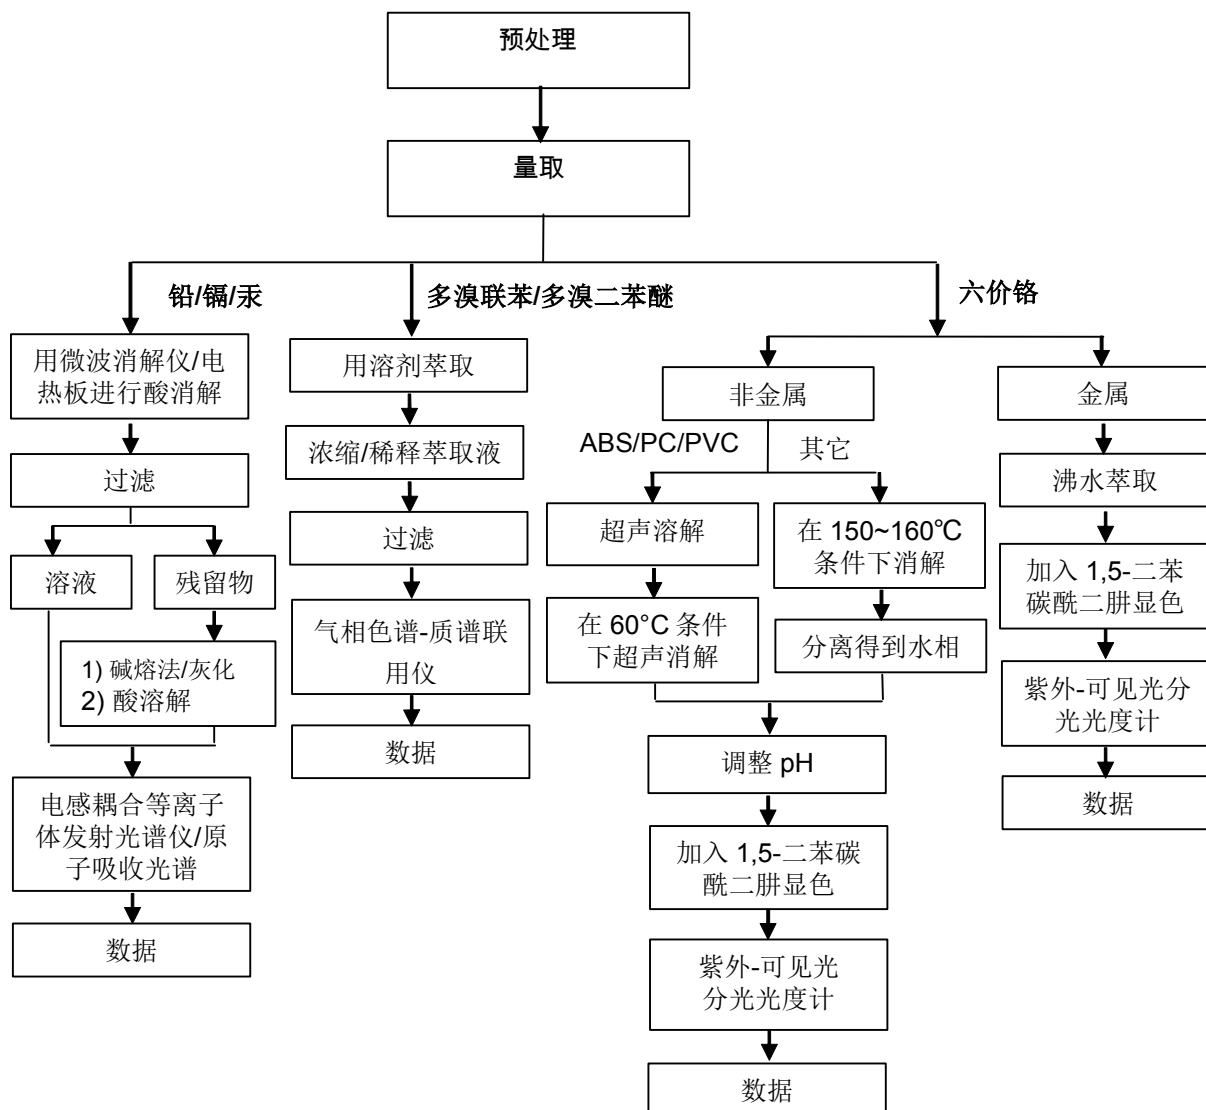 预处理
量取
铅/镉/汞
多溴联苯/多溴二苯醚
六价铬
用微波消解仪/电
热板进行酸消解
过滤
溶液
残留物
1) 碱熔法/灰化
2) 酸溶解
电感耦合等离子
体发射光谱仪/原
子吸收光谱
数据
用溶剂萃取
浓缩/稀释萃取液
过滤
气相色谱-质谱联
用仪
数据
非金属
ABS/PC/PVC
其它
超声溶解
在 60°C 条件
下超声消解
在 150~160℃
条件下消解
分离得到水相
调整 pH
加入 1,5-二苯碳
酰二肼显色
紫外-可见光
分光光度计
数据
金属
沸水萃取
加入 1,5-二苯
碳酰二肼显色
紫外-可见光分
光光度计
数据